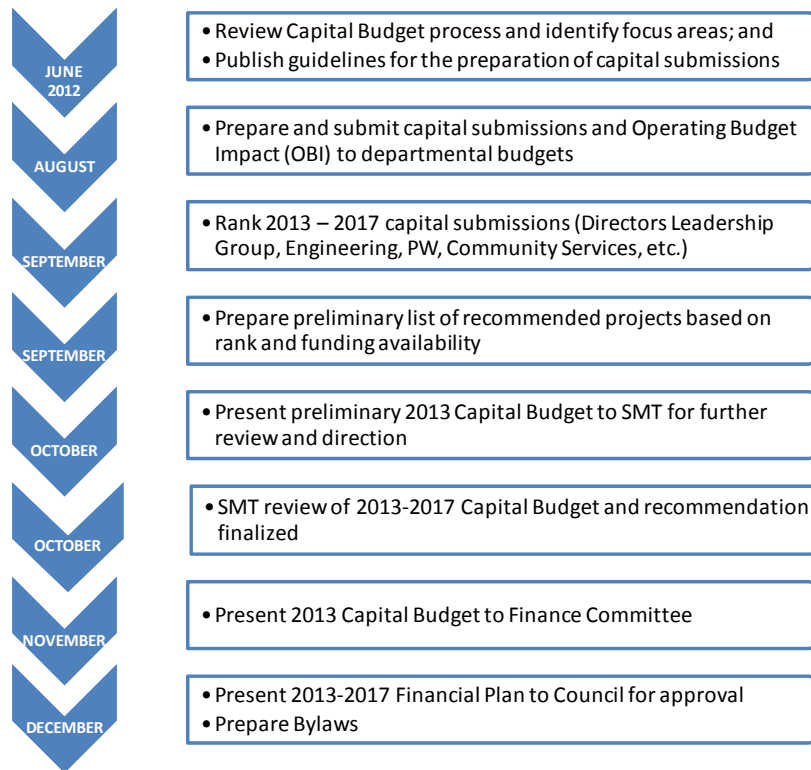 JUNE
2012
• Review Capital Budget process and identify focus areas; and
• Publish guidelines for the preparation of capital submissions
AUGUST
• Prepare and submit capital submissions and Operating Budget
Impact (OBI) to departmental budgets
SEPTEMBER
• Rank 2013 – 2017 capital submissions (Directors Leadership
Group, Engineering, PW, Community Services, etc.)
SEPTEMBER
• Prepare preliminary list of recommended projects based on
rank and funding availability
OCTOBER
• Present preliminary 2013 Capital Budget to SMT for further
review and direction
OCTOBER
• SMT review of 2013-2017 Capital Budget and recommendation
finalized
NOVEMBER
• Present 2013 Capital Budget to Finance Committee
DECEMBER
• Present 2013-2017 Financial Plan to Council for approval
• Prepare Bylaws